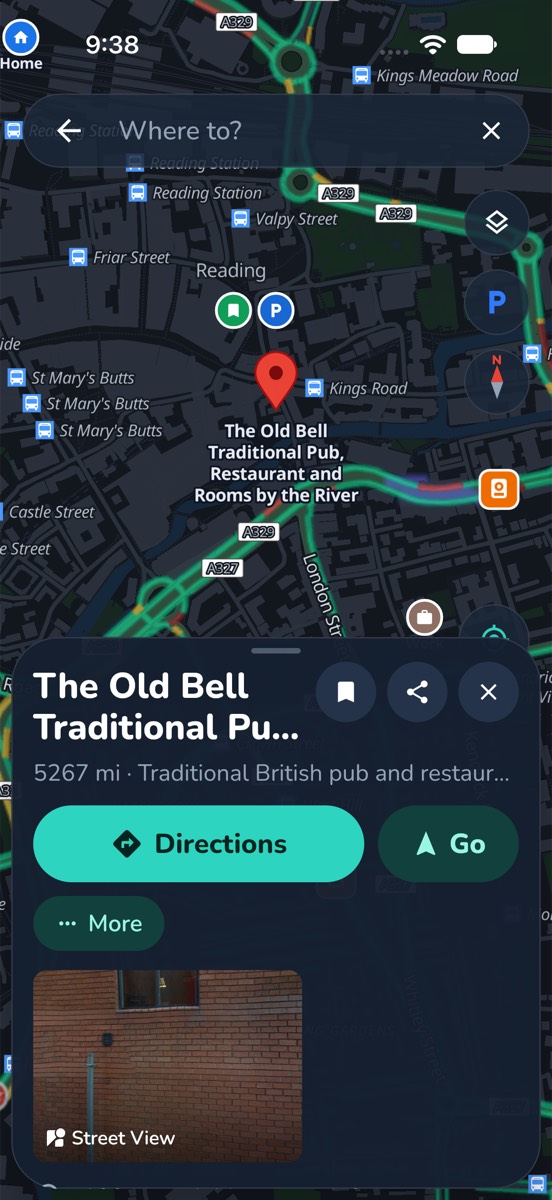 A329
9:38
Home
Kings Meadow Road
Where to?
Reading Station
Reading Station
A329
A329
Valpy Street
Friar Street
Reading
P
P
N
St Mary's Butts
Kings Road
St Mary's Butts
St Mary's Butts
The Old Bell
Traditional Pub,
Restaurant and
Rooms by the River
Castle Street
e Street
A329
A327
London Str
The Old Bell
Traditional Pu...
5267 mi · Traditional British pub and restaur...
Directions
Go
More
Street View